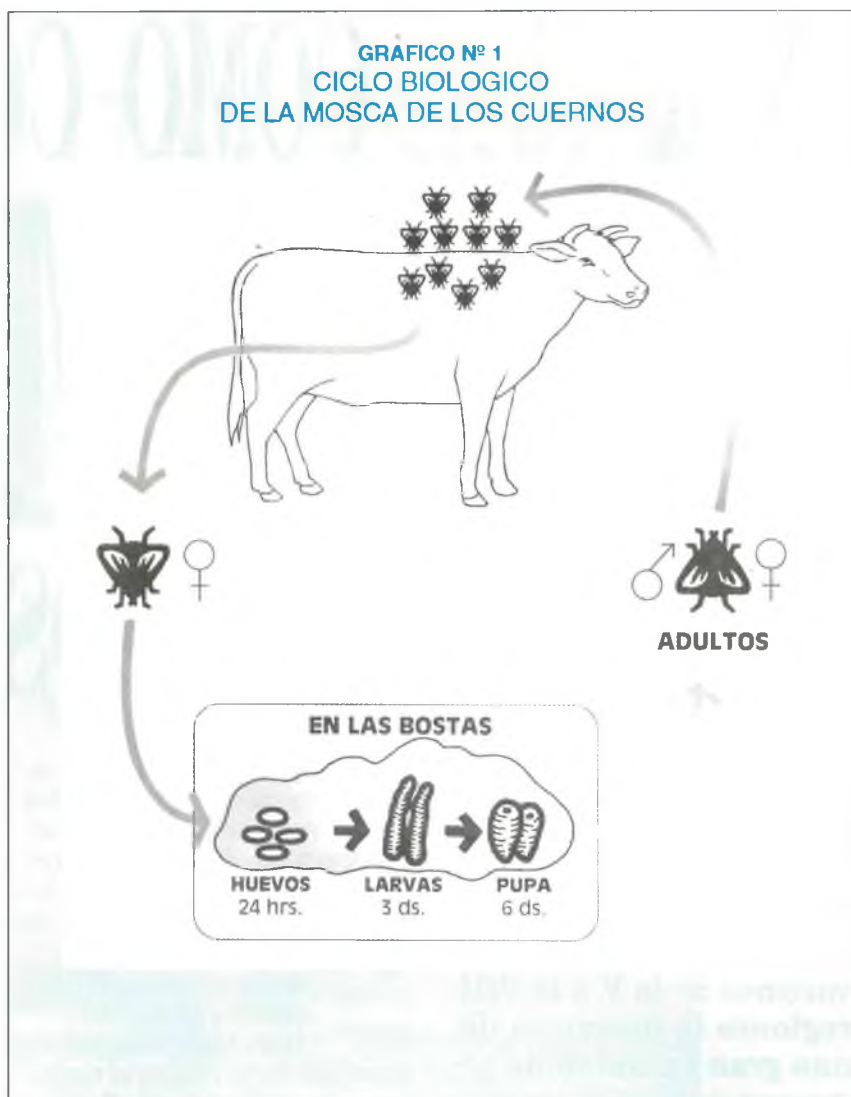 GRAFICO Nº 1
CICLO BIOLOGICO
DE LA MOSCA DE LOS CUERNOS
♀
♂ ♀
ADULTOS
EN LAS BOSTAS
HUEVOS LARVAS PUPA
24 hrs. 3 ds. 6 ds.